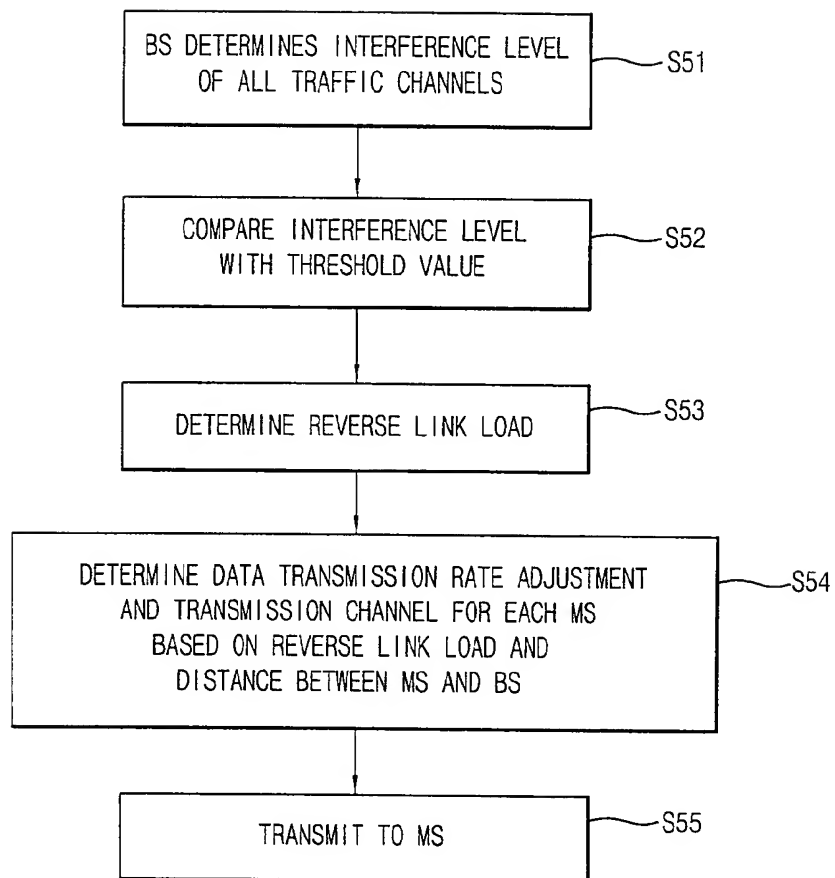 BS DETERMINES INTERFERENCE LEVEL
OF ALL TRAFFIC CHANNELS
S51
COMPARE INTERFERENCE LEVEL
WITH THRESHOLD VALUE
S52
DETERMINE REVERSE LINK LOAD
S53
DETERMINE DATA TRANSMISSION RATE ADJUSTMENT
AND TRANSMISSION CHANNEL FOR EACH MS
BASED ON REVERSE LINK LOAD AND
DISTANCE BETWEEN MS AND BS
S54
TRANSMIT TO MS
S55